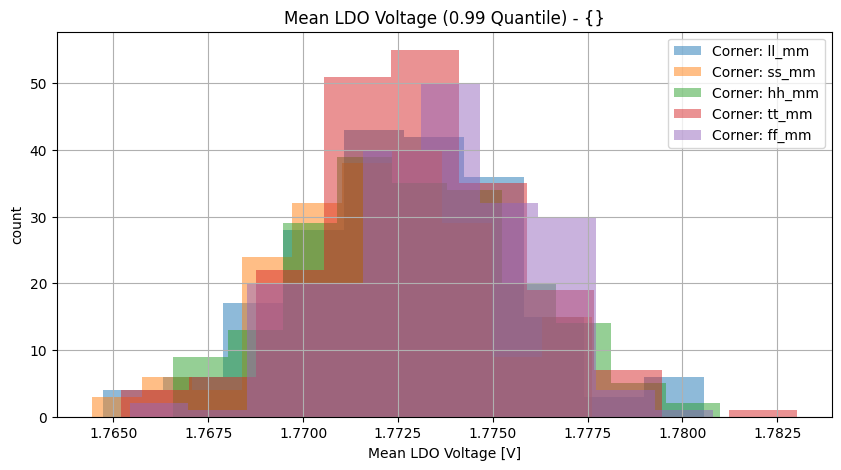 Mean LDO Voltage (0.99 Quantile) - {}
Corner: ll_mm
Corner: ss_mm
Corner: hh_mm
Corner: tt_mm
Corner: ff_mm
count
50
40
30
20
10
0
1.7650 1.7675 1.7700 1.7725 1.7750 1.7775 1.7800 1.7825
Mean LDO Voltage [V]